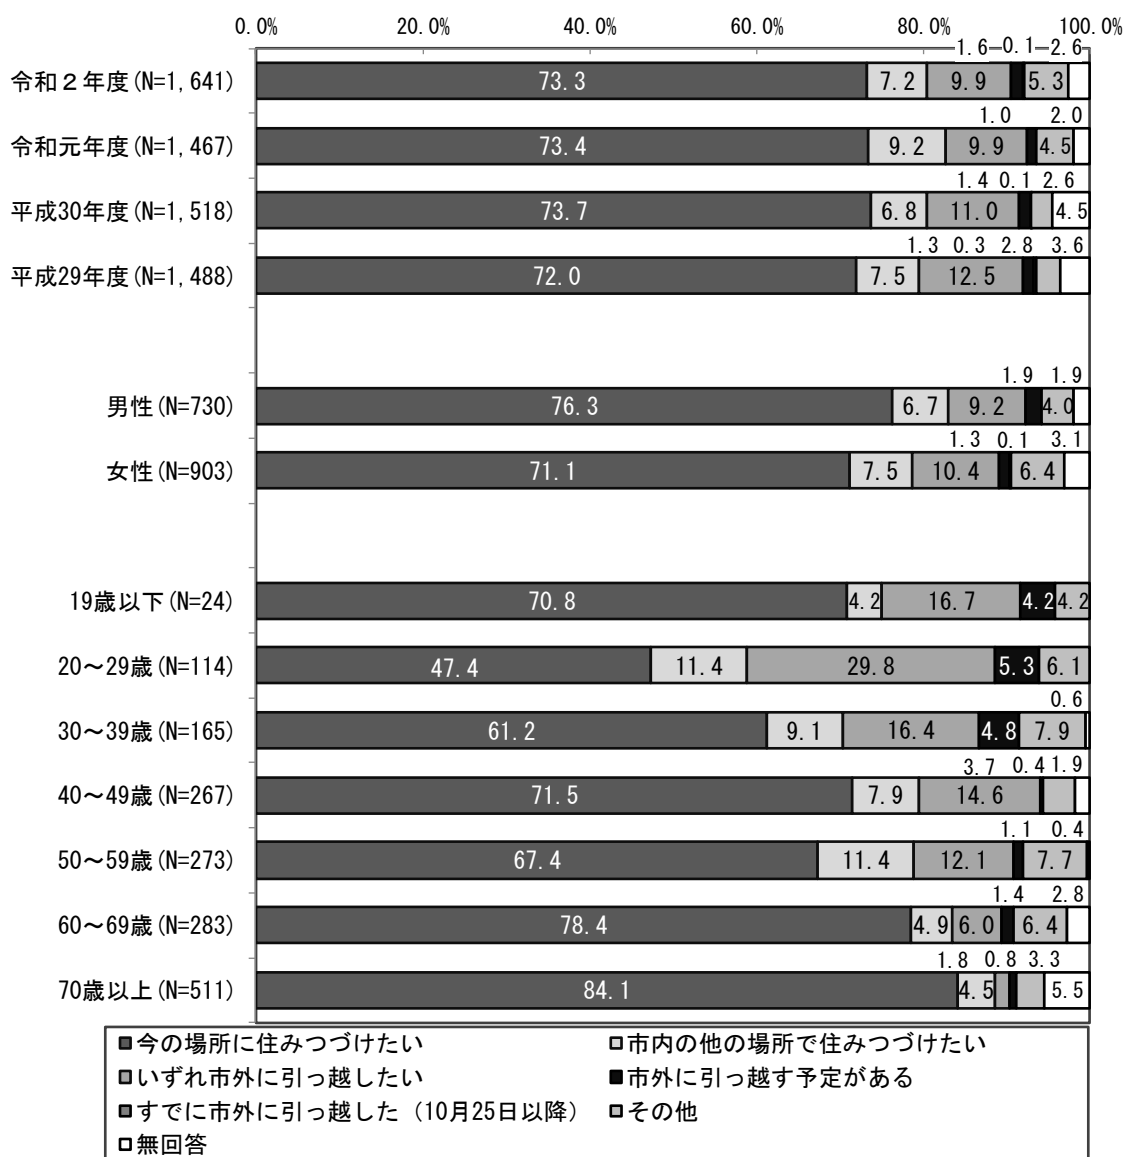 0.0% 20.0% 40.0% 60.0% 80.0% 100.0%
1.6 0.1 2.6
令和２年度(N=1,641) 73.3 7.2 9.9 5.3
1.0 2.0
令和元年度(N=1,467) 73.4 9.2 9.9 4.5
1.4 0.1 2.6
平成30年度(N=1,518) 73.7 6.8 11.0 4.5
1.3 0.3 2.8 3.6
平成29年度(N=1,488) 72.0 7.5 12.5
1.9 1.9
男性(N=730) 76.3 6.7 9.2 4.0
1.3 0.1 3.1
女性(N=903) 71.1 7.5 10.4 6.4
19歳以下(N=24) 70.8 4.2 16.7 4.2 4.2
20～29歳(N=114) 47.4 11.4 29.8 5.3 6.1
0.6
30～39歳(N=165) 61.2 9.1 16.4 4.8 7.9
3.7 0.4 1.9
40～49歳(N=267) 71.5 7.9 14.6
1.1 0.4
50～59歳(N=273) 67.4 11.4 12.1 7.7
1.4 2.8
60～69歳(N=283) 78.4 4.9 6.0 6.4
1.8 0.8 3.3
70歳以上(N=511) 84.1 4.5 5.5
今の場所に住みつづけたい 市内の他の場所で住みつづけたい
いずれ市外に引っ越したい 市外に引っ越す予定がある
すでに市外に引っ越した（10月25日以降） その他
無回答